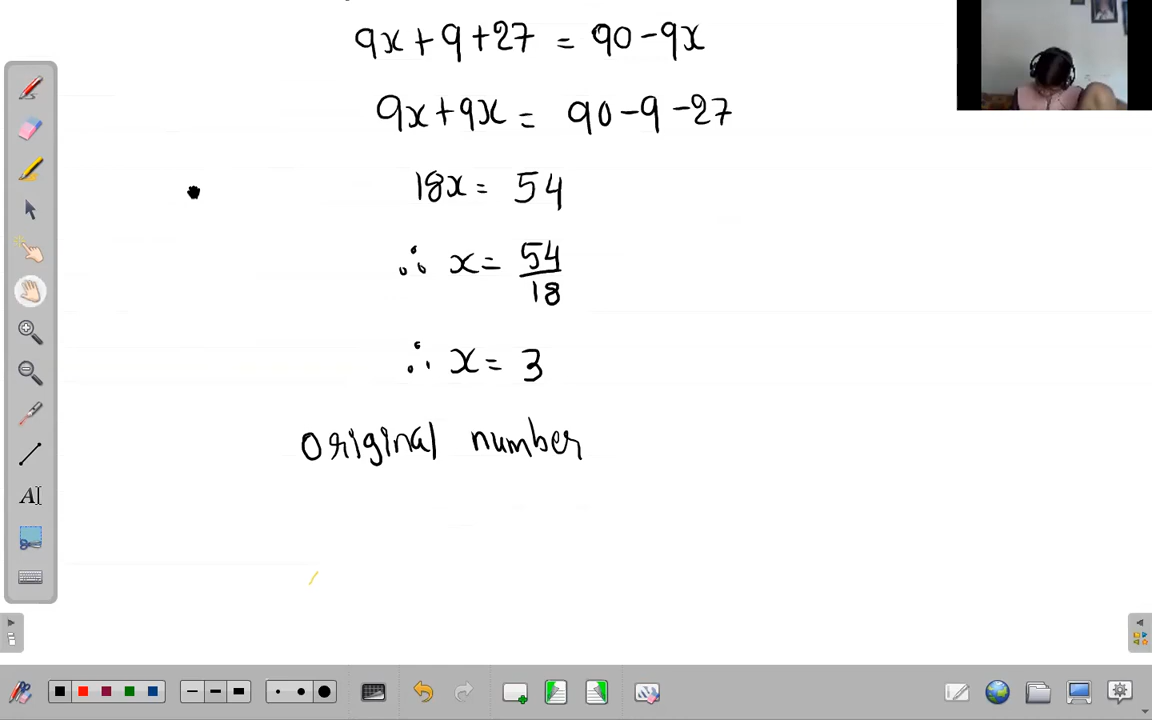 9x + 9 + 27 = 90 - 9x
9x + 9x = 90 - 9 - 27
18x = 54
∴ x = 54/18
∴ x = 3
original number